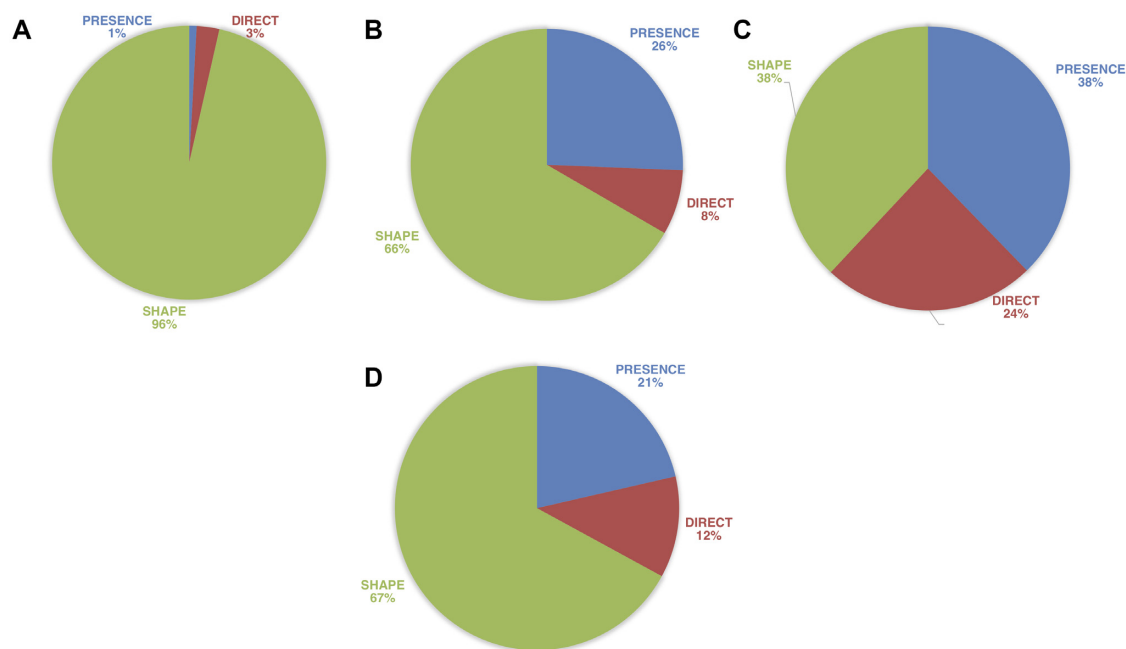 A
PRESENCE
1%
DIRECT
3%
SHAPE
96%
B
PRESENCE
26%
DIRECT
8%
SHAPE
66%
C
SHAPE
38%
PRESENCE
38%
DIRECT
24%
D
PRESENCE
21%
DIRECT
12%
SHAPE
67%